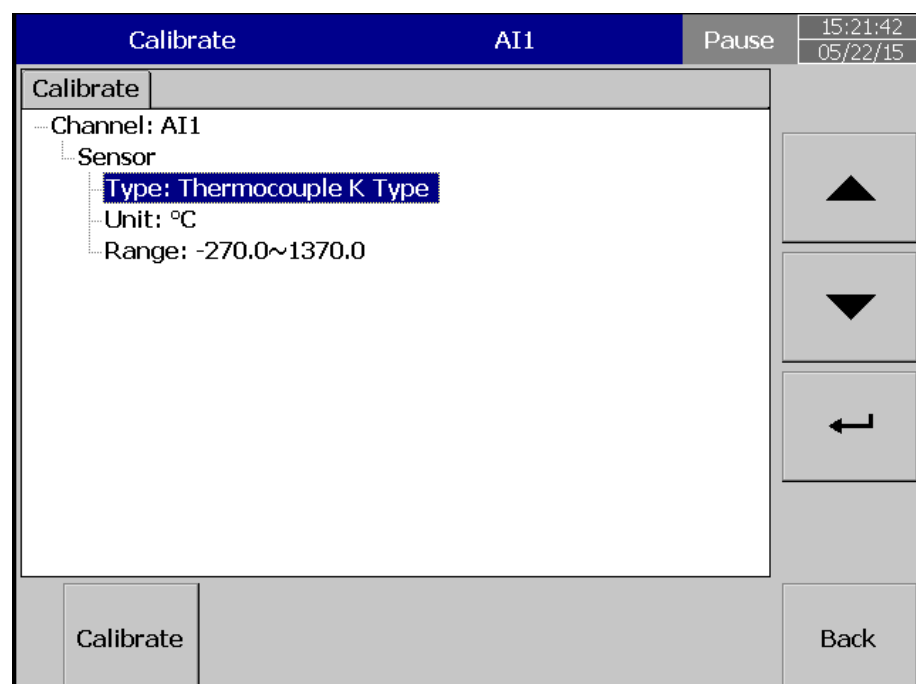 Calibrate AI1 Pause 15:21:42
05/22/15
Calibrate
Channel: AI1
Sensor
Type: Thermocouple K Type
Unit: °C
Range: -270.0~1370.0
Calibrate Back